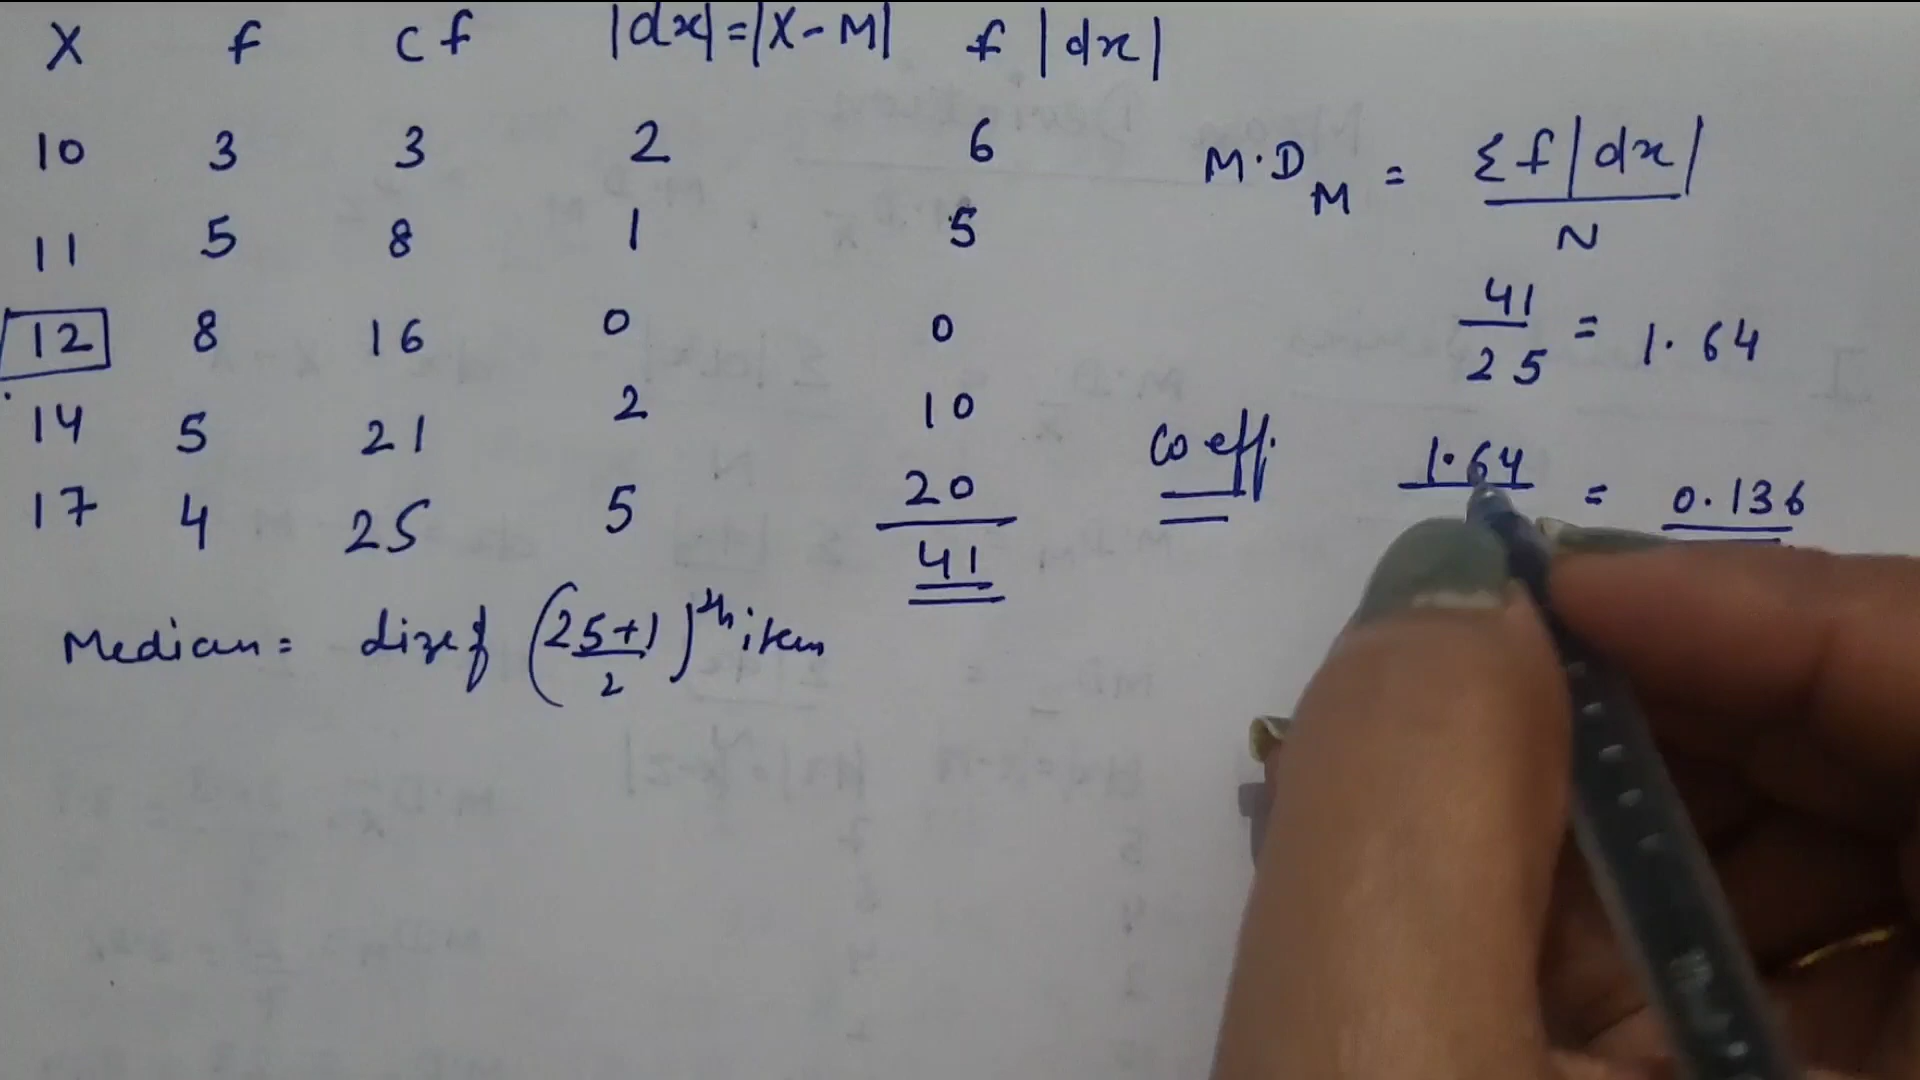 X f cf |dx|=|X-M| f|dx|
10 3 3 2 6
11 5 8 1 5
12 8 16 0 0
14 5 21 2 10
17 4 25 5 20
41
Median = size of (25+1/2)th item
M.D M = Σf|dx|/N
41/25 = 1.64
Coeff. 1.64 = 0.136